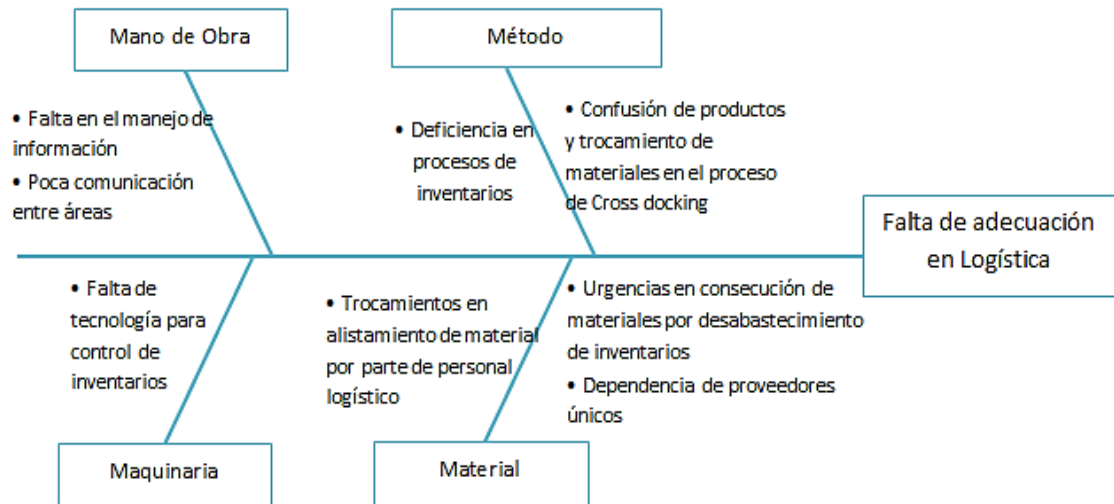 Mano de Obra
Método
• Falta en el manejo de
información
• Poca comunicación
entre áreas
• Deficiencia en
procesos de
inventarios
• Confusión de productos
y trocamiento de
materiales en el proceso
de Cross docking
Falta de adecuación
en Logística
• Falta de
tecnología para
control de
inventarios
• Trocamientos en
alistamiento de material
por parte de personal
logístico
• Urgencias en consecución de
materiales por desabastecimiento
de inventarios
• Dependencia de proveedores
únicos
Maquinaria
Material